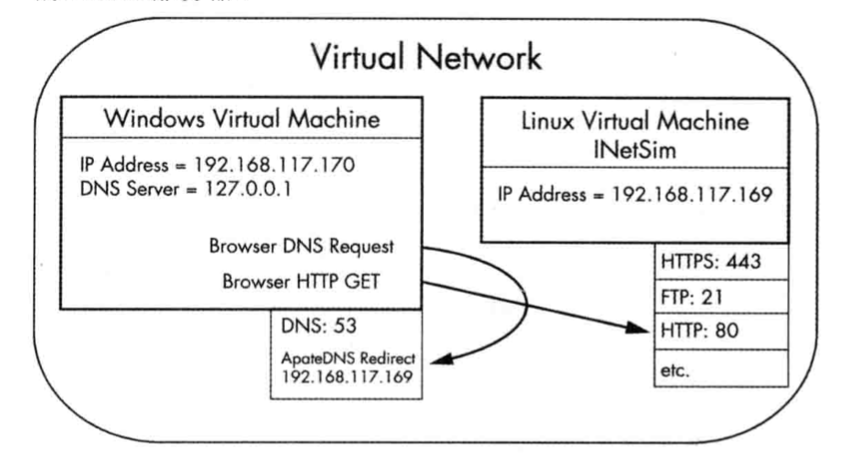 Virtual Network
Windows Virtual Machine
IP Address = 192.168.117.170
DNS Server = 127.0.0.1
Browser DNS Request
Browser HTTP GET
DNS: 53
ApateDNS Redirect
192.168.117.169
Linux Virtual Machine
INetSim
IP Address = 192.168.117.169
HTTPS: 443
FTP: 21
HTTP: 80
etc.